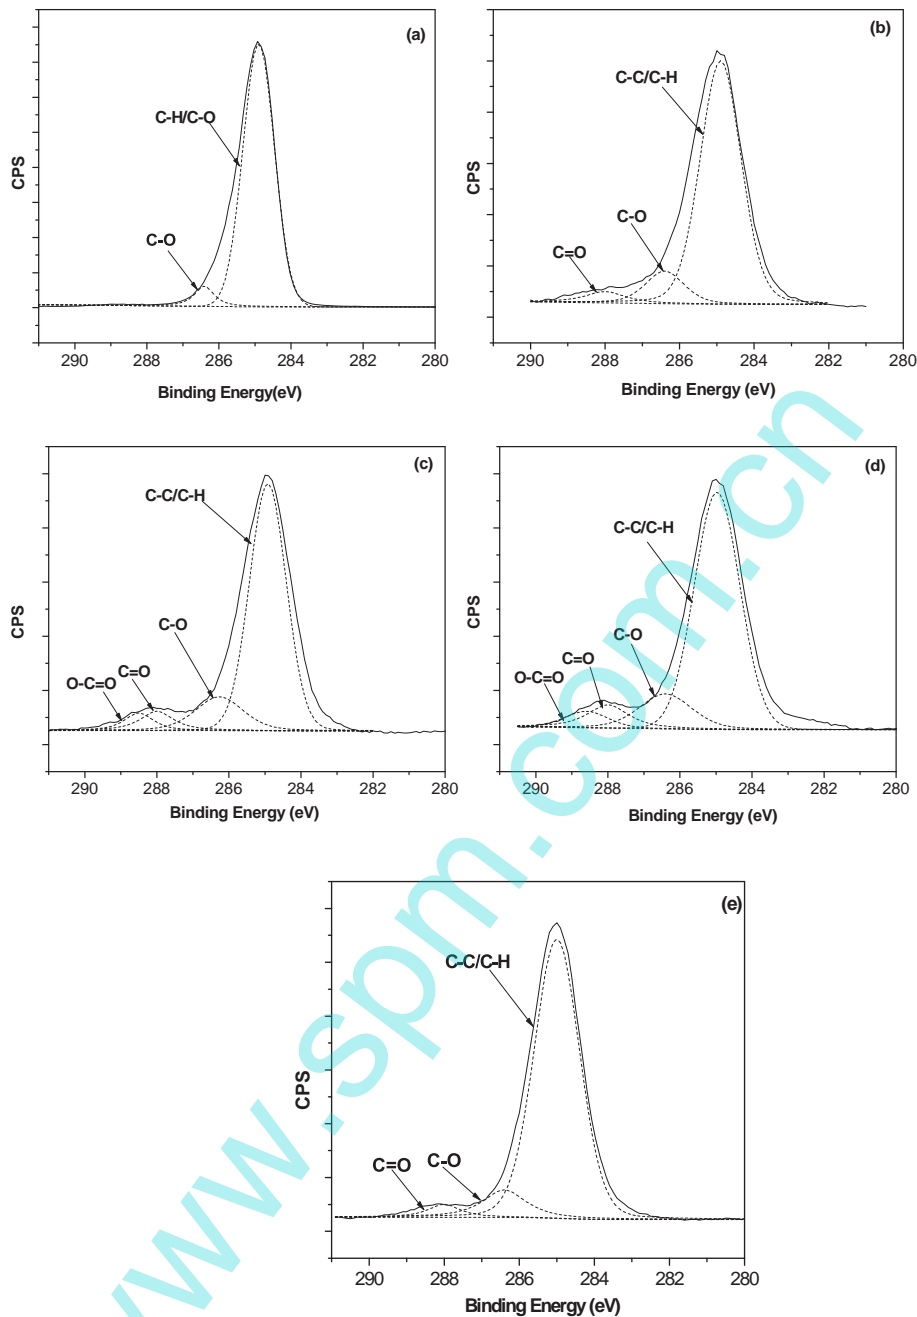 (a)
C-H/C-O
C-O
CPS
290 288 286 284 282 280
Binding Energy(eV)
(b)
C-C/C-H
C-O
C=O
CPS
290 288 286 284 282 280
Binding Energy (eV)
(c)
C-C/C-H
C-O
C=O
O-C=O
CPS
290 288 286 284 282 280
Binding Energy (eV)
(d)
C-C/C-H
C-O
C=O
O-C=O
CPS
290 288 286 284 282 280
Binding Energy (eV)
(e)
C-C/C-H
C-O
C=O
CPS
290 288 286 284 282 280
Binding Energy (eV)
www.spm.com.cn